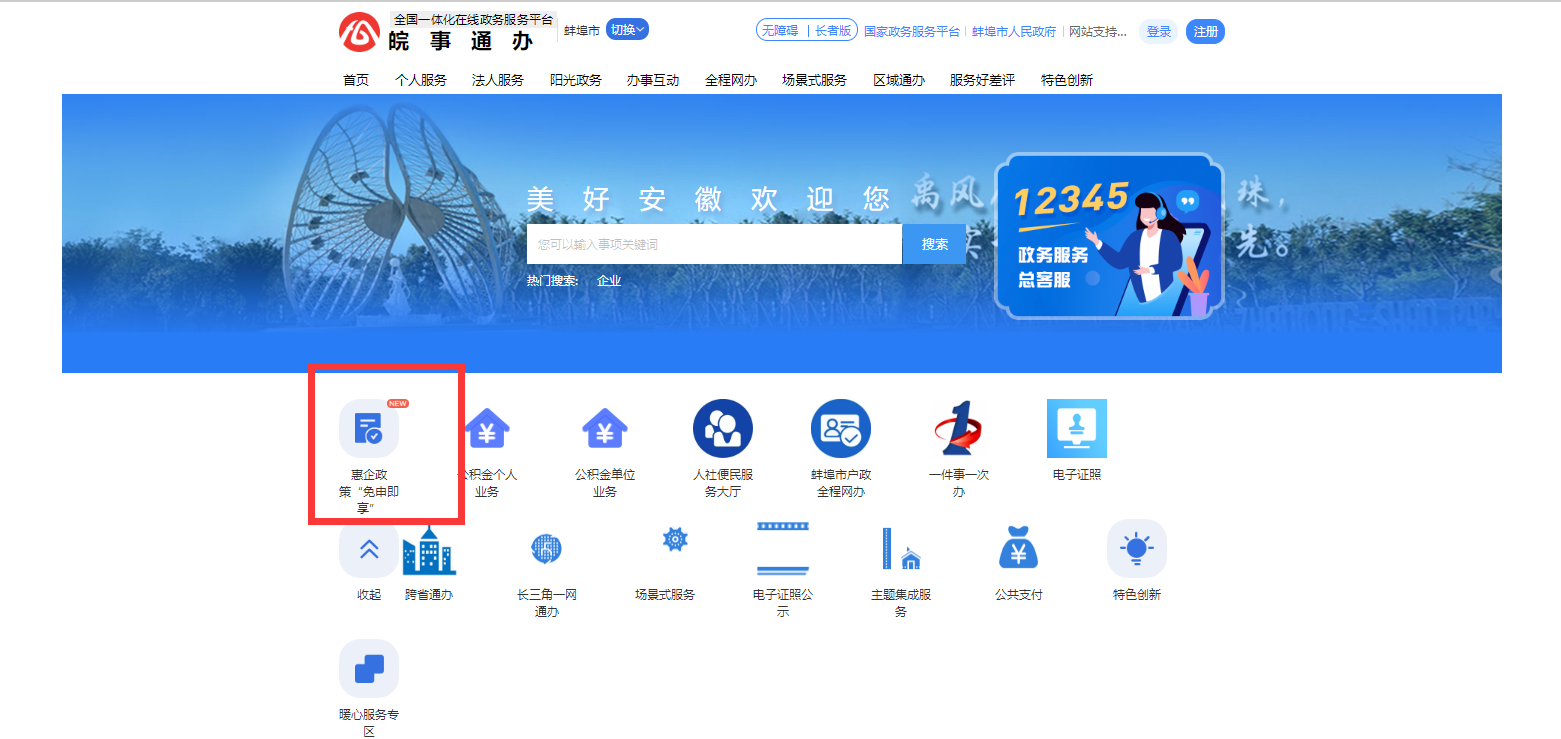 全国一体化在线政务服务平台
皖事通办
蚌埠市 切换
无障碍 | 长者版 国家政务服务平台 | 蚌埠市人民政府 | 网站支持... 登录 注册
首页 个人服务 法人服务 阳光政务 办事互动 全程网办 场景式服务 区域通办 服务好差评 特色创新
美好安徽欢迎您
禹风
珠，
先。
12345
政务服务
总客服
您可以输入事项关键词 搜索
热门搜索: 企业
NEW
惠企政
策“免申即
享”
公积金个人
业务
公积金单位
业务
人社便民服
务大厅
蚌埠市户政
全程网办
一件事一次
办
电子证照
收起
跨省通办
长三角一网
通办
场景式服务
电子证照公
示
主题集成服
务
公共支付
特色创新
暖心服务专
区